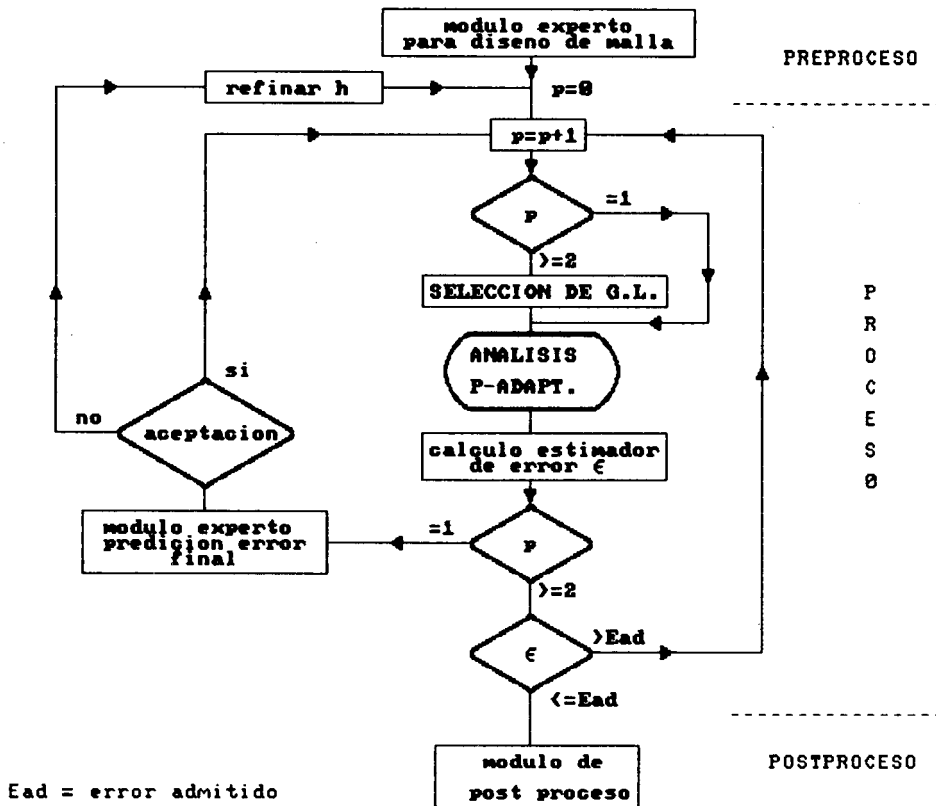 modulo experto
para diseno de malla
PREPROCESO
refinar h
p=0
p=p+1
p
=1
>=2
SELECCION DE G.L.
ANALISIS
P-ADAPT.
P
R
O
C
E
S
O
si
no
aceptacion
calculo estimador
de error ϵ
modulo experto
predicion error
final
=1
p
>=2
ϵ
>Ead
<=Ead
modulo de
post proceso
POSTPROCESO
Ead = error admitido